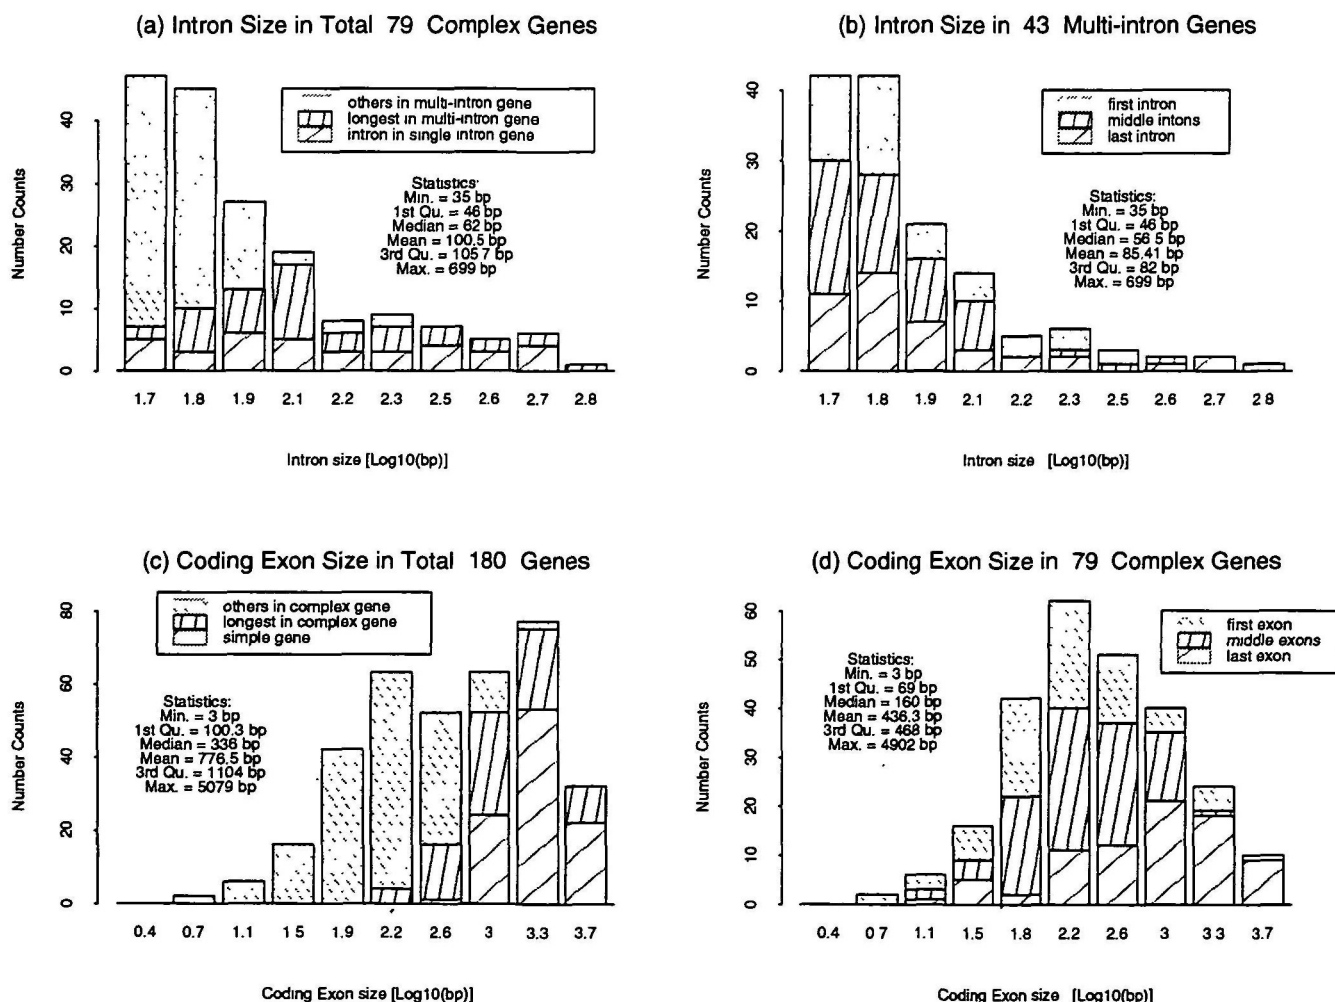 (a) Intron Size in Total 79 Complex Genes
Number Counts
40
30
20
10
0
others in multi-intron gene
longest in multi-intron gene
intron in single intron gene
Statistics:
Min. = 35 bp
1st Qu. = 46 bp
Median = 62 bp
Mean = 100.5 bp
3rd Qu. = 105 7 bp
Max. = 699 bp
1.7 1.8 1.9 2.1 2.2 2.3 2.5 2.6 2.7 2.8
Intron size [Log10(bp)]
(b) Intron Size in 43 Multi-intron Genes
Number Counts
40
30
20
10
0
first intron
middle intons
last intron
Statistics:
Min. = 35 bp
1st Qu. = 46 bp
Median = 56 5 bp
Mean = 85.41 bp
3rd Qu. = 82 bp
Max. = 699 bp
1.7 1.8 1.9 2.1 2.2 2.3 2.5 2.6 2.7 2 8
Intron size [Log10(bp)]
(c) Coding Exon Size in Total 180 Genes
Number Counts
80
60
40
20
0
others in complex gene
longest in complex gene
simple gene
Statistics:
Min. = 3 bp
1st Qu. = 100.3 bp
Median = 336 bp
Mean = 776.5 bp
3rd Qu. = 1104 bp
Max. = 5079 bp
0.4 0.7 1.1 1 5 1.9 2.2 2.6 3 3.3 3.7
Coding Exon size [Log10(bp)]
(d) Coding Exon Size in 79 Complex Genes
Number Counts
60
50
40
30
20
10
0
first exon
middle exons
last exon
Statistics:
Min. = 3 bp
1st Qu. = 69 bp
Median = 160 bp
Mean = 436.3 bp
3rd Qu. = 468 bp
Max. = 4902 bp
0.4 0 7 1.1 1.5 1.8 2.2 2.6 3 3 3 3.7
Coding Exon size [Log10(bp)]